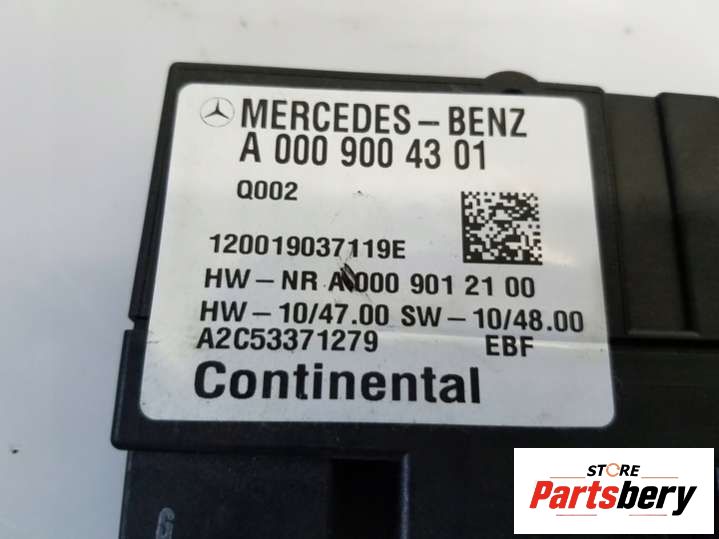 MERCEDES-BENZ
A 000 900 43 01
Q002
120019037119E
HW-NR A 000 901 21 00
HW-10/47.00 SW-10/48.00
A2C53371279 EBF
Continental
STORE
Partsbery